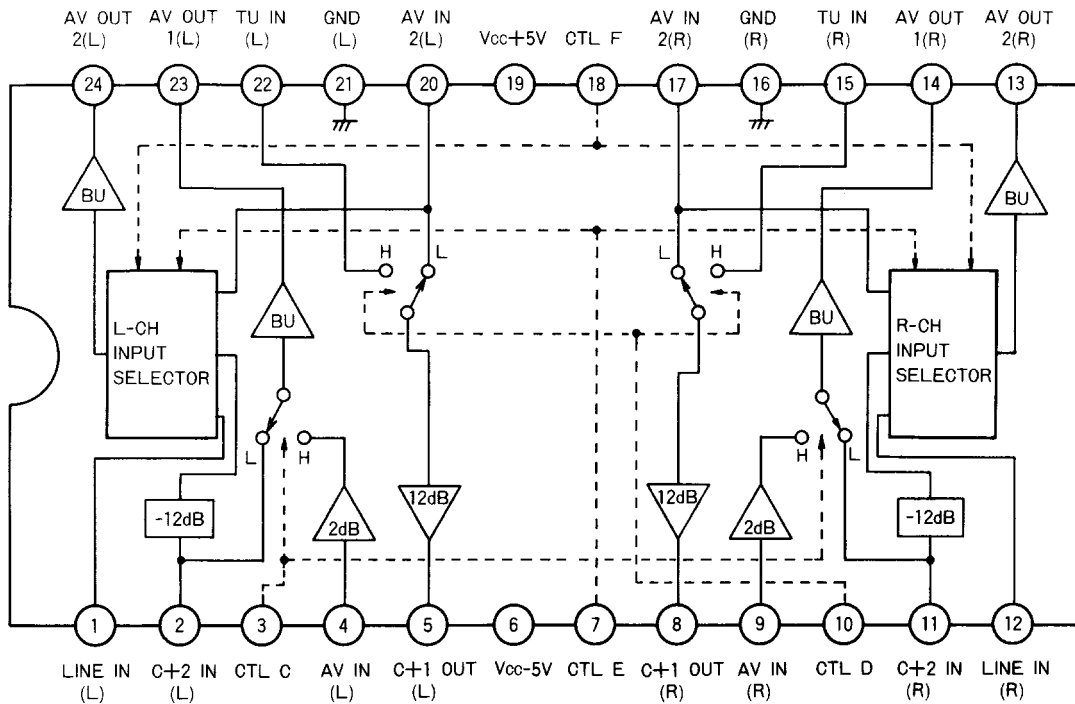 AV OUT AV OUT TU IN GND AV IN Vcc+5V CTL F AV IN GND TU IN AV OUT AV OUT
2(L) 1(L) (L) (L) 2(L) 2(R) (R) (R) 1(R) 2(R)
24 23 22 21 20 19 18 17 16 15 14 13
BU BU
H L L H
L-CH
INPUT
SELECTOR
BU BU
R-CH
INPUT
SELECTOR
L H H L
-12dB 2dB 12dB 12dB 2dB -12dB
1 2 3 4 5 6 7 8 9 10 11 12
LINE IN C+2 IN CTL C AV IN C+1 OUT Vcc-5V CTL E C+1 OUT AV IN CTL D C+2 IN LINE IN
(L) (L) (L) (L) (R) (R) (R) (R)